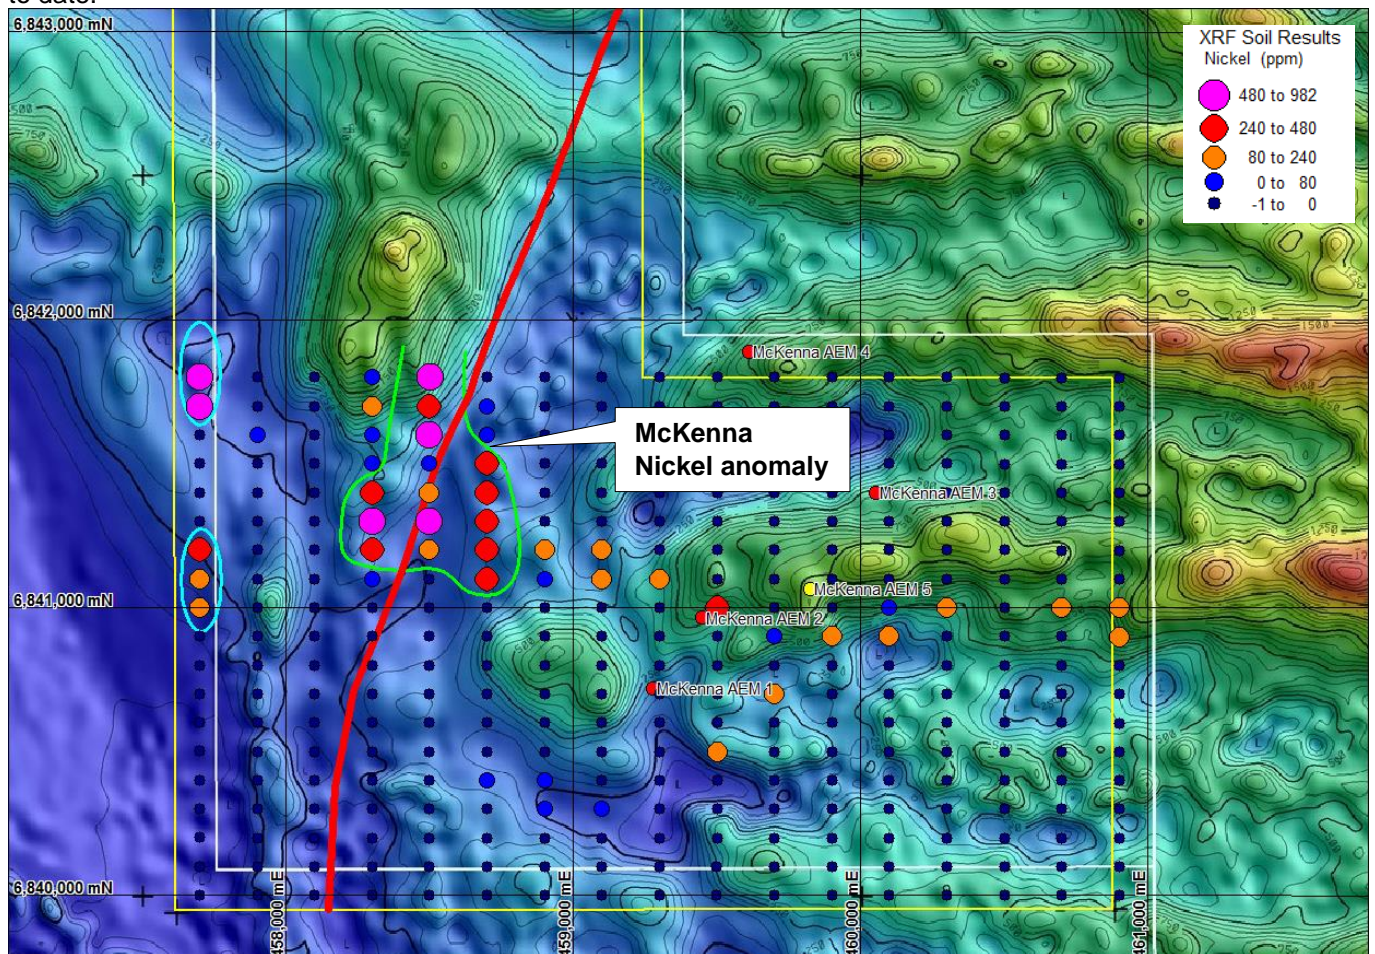 to date.
6,843,000 mN
XRF Soil Results
Nickel (ppm)
480 to 982
240 to 480
80 to 240
0 to 80
-1 to 0
6,842,000 mN
McKenna AEM 4
McKenna
Nickel anomaly
McKenna AEM 3
McKenna AEM 5
6,841,000 mN
McKenna AEM 2
McKenna AEM 1
6,840,000 mN
458,000 mE
459,000 mE
460,000 mE
461,000 mE